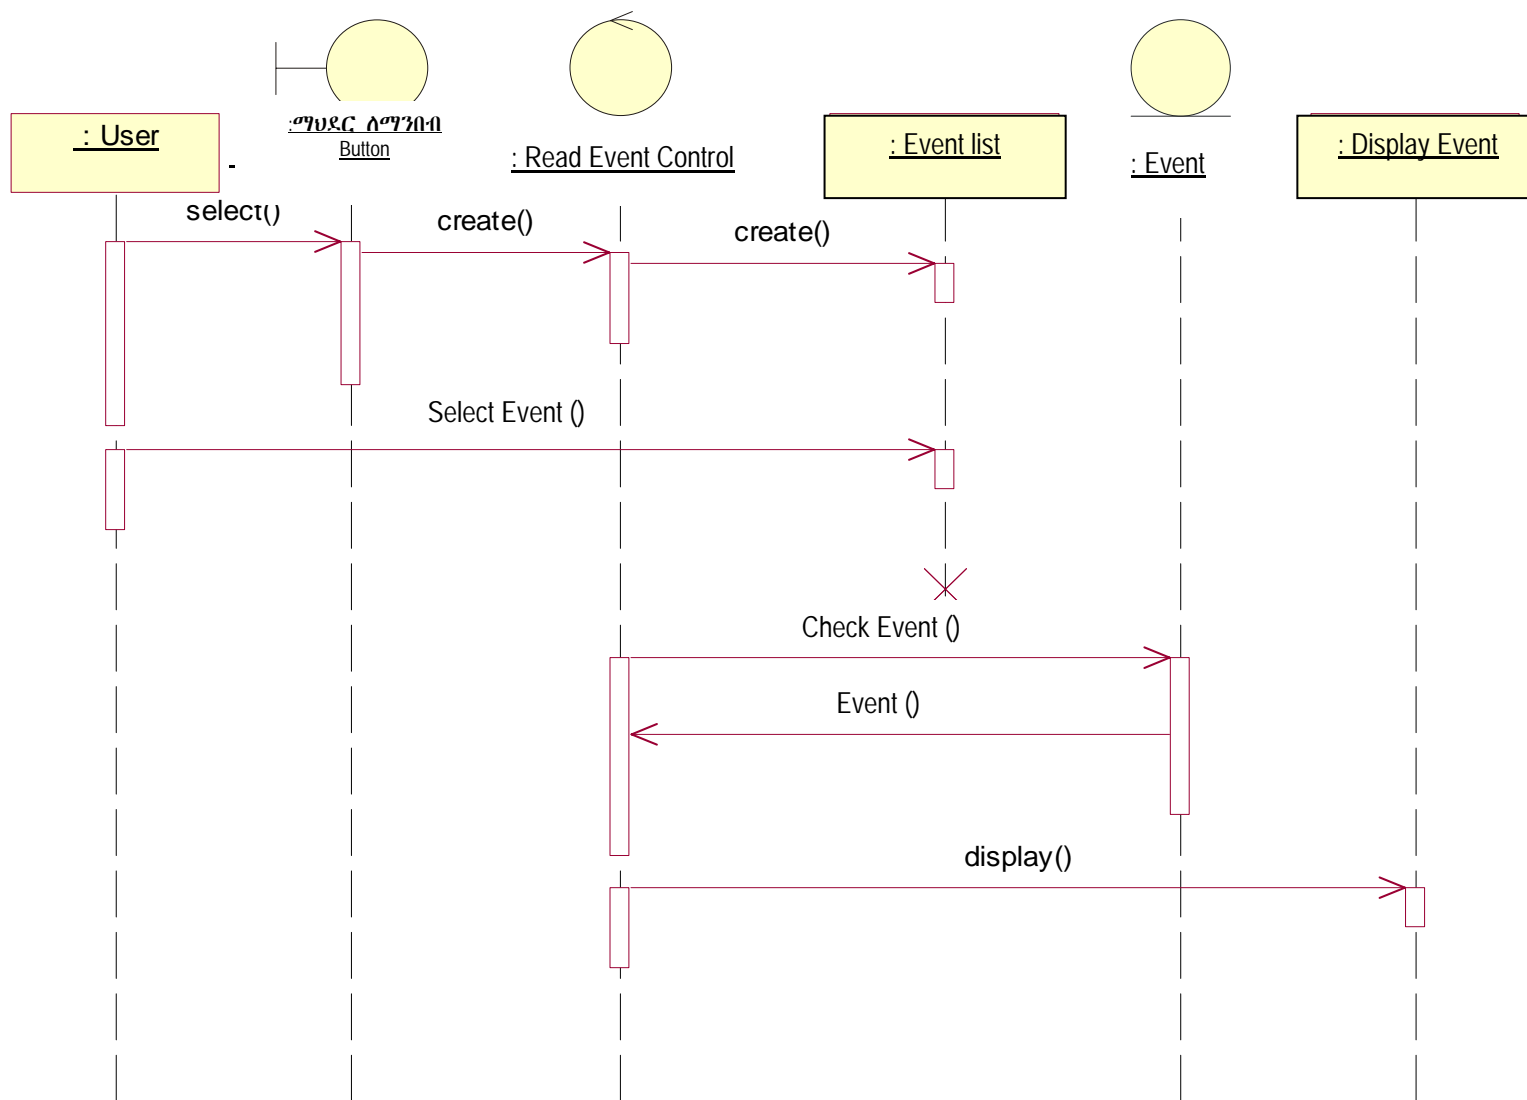 : User
:ማህደር ለማንበብ
Button
: Read Event Control
: Event list
: Event
: Display Event
select()
create()
create()
Select Event ()
Check Event ()
Event ()
display()